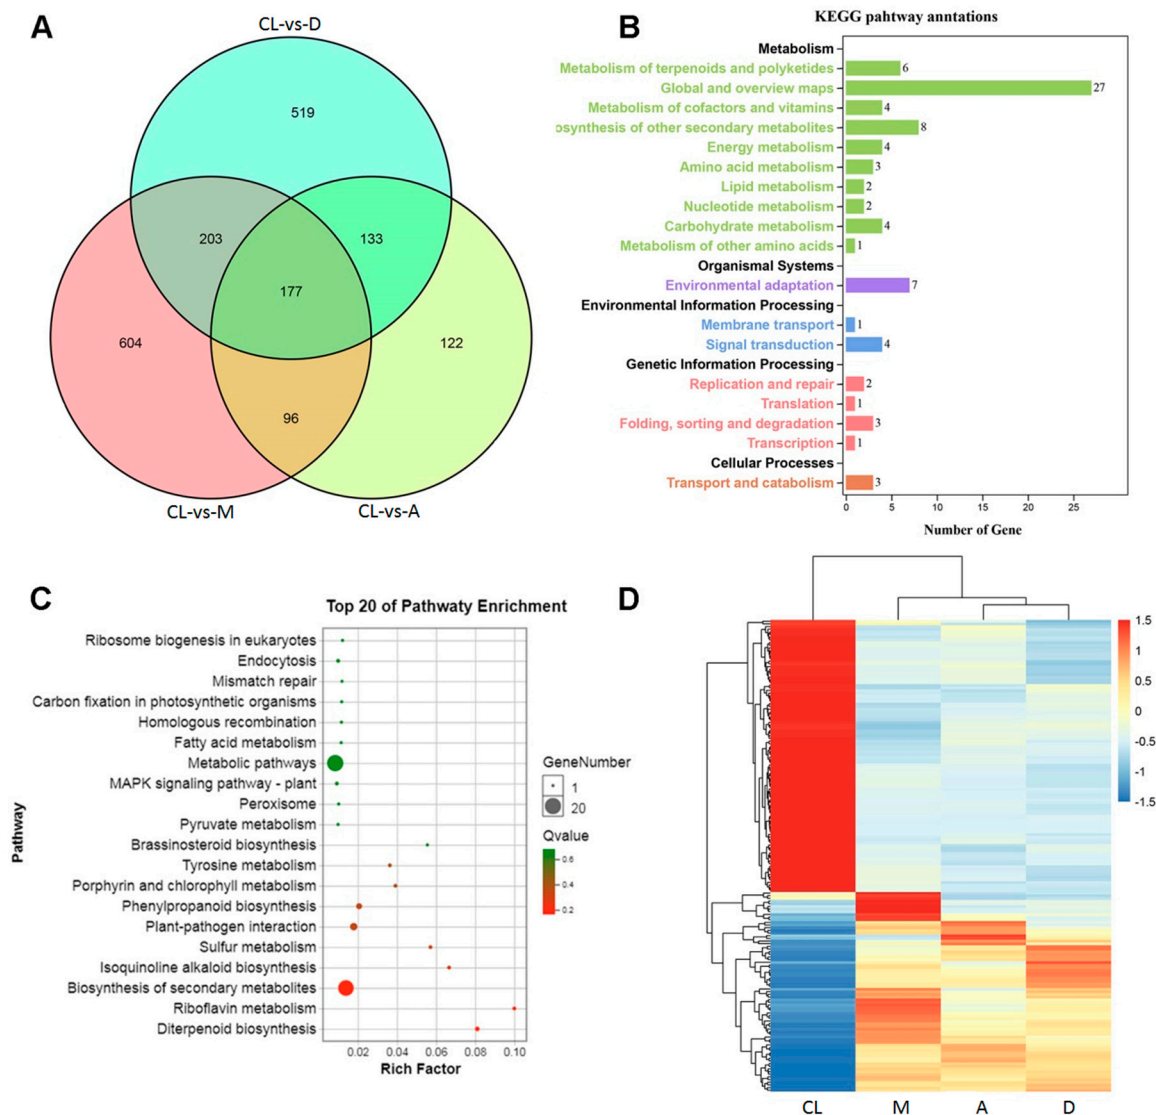 A
CL-vs-D
519
203
133
177
604
122
96
CL-vs-M
CL-vs-A
B
KEGG pahtway anntations
Metabolism
Metabolism of terpenoids and polyketides 6
Global and overview maps 27
Metabolism of cofactors and vitamins 4
osynthesis of other secondary metabolites 8
Energy metabolism 4
Amino acid metabolism 3
Lipid metabolism 2
Nucleotide metabolism 2
Carbohydrate metabolism 4
Metabolism of other amino acids 1
Organismal Systems
Environmental adaptation 7
Environmental Information Processing
Membrane transport 1
Signal transduction 4
Genetic Information Processing
Replication and repair 2
Translation 1
Folding, sorting and degradation 3
Transcription 1
Cellular Processes
Transport and catabolism 3
0 5 10 15 20 25
Number of Gene
C
Top 20 of Pathwaty Enrichment
Pathway
Ribosome biogenesis in eukaryotes
Endocytosis
Mismatch repair
Carbon fixation in photosynthetic organisms
Homologous recombination
Fatty acid metabolism
Metabolic pathways
MAPK signaling pathway - plant
Peroxisome
Pyruvate metabolism
Brassinosteroid biosynthesis
Tyrosine metabolism
Porphyrin and chlorophyll metabolism
Phenylpropanoid biosynthesis
Plant-pathogen interaction
Sulfur metabolism
Isoquinoline alkaloid biosynthesis
Biosynthesis of secondary metabolites
Riboflavin metabolism
Diterpenoid biosynthesis
0.02 0.04 0.06 0.08 0.10
Rich Factor
GeneNumber
1
20
Qvalue
0.6
0.4
0.2
D
1.5
1
0.5
0
-0.5
-1
-1.5
CL M A D